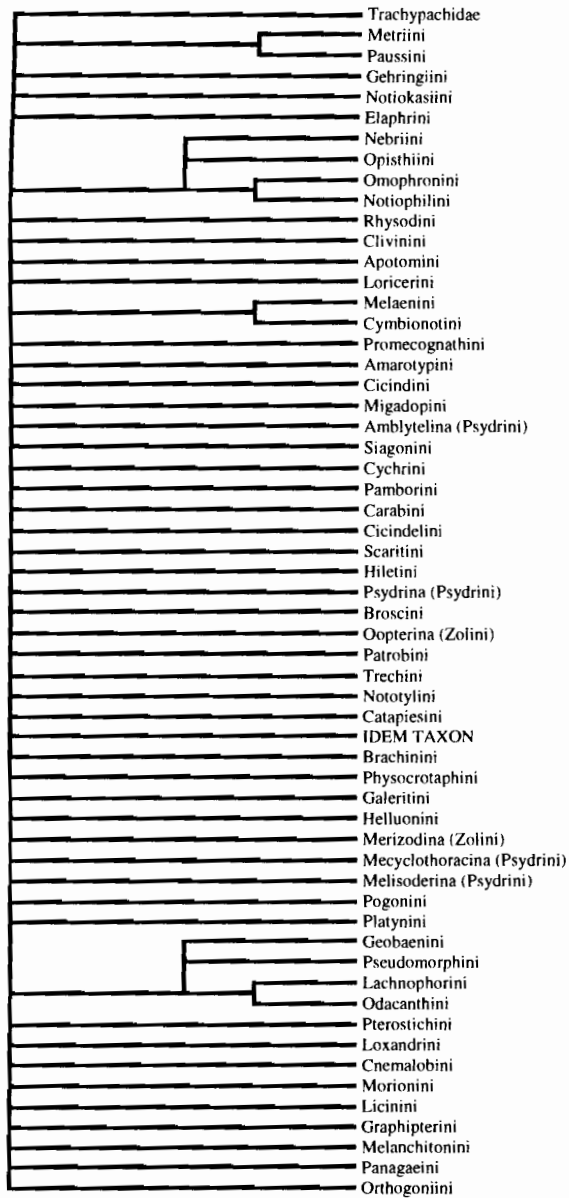 Trachypachidae
Metriini
Paussini
Gehringiini
Notiokasiini
Elaphrini
Nebriini
Opisthiini
Omophronini
Notiophilini
Rhysodini
Clivinini
Apotomini
Loricerini
Melaenini
Cymbionotini
Promecognathini
Amarotypini
Cicindini
Migadopini
Amblytelina (Psydrini)
Siagonini
Cychrini
Pamborini
Carabini
Cicindelini
Scaritini
Hiletini
Psydrina (Psydrini)
Broscini
Oopterina (Zolini)
Patrobini
Trechini
Nototylini
Catapiesini
IDEM TAXON
Brachinini
Physocrotaphini
Galeritini
Helluonini
Merizodina (Zolini)
Mecyclothoracina (Psydrini)
Melisoderina (Psydrini)
Pogonini
Platynini
Geobaenini
Pseudomorphini
Lachnophorini
Odacanthini
Pterostichini
Loxandrini
Cnemalobini
Morionini
Licinini
Graphipterini
Melanchitonini
Panagaeini
Orthogoniini